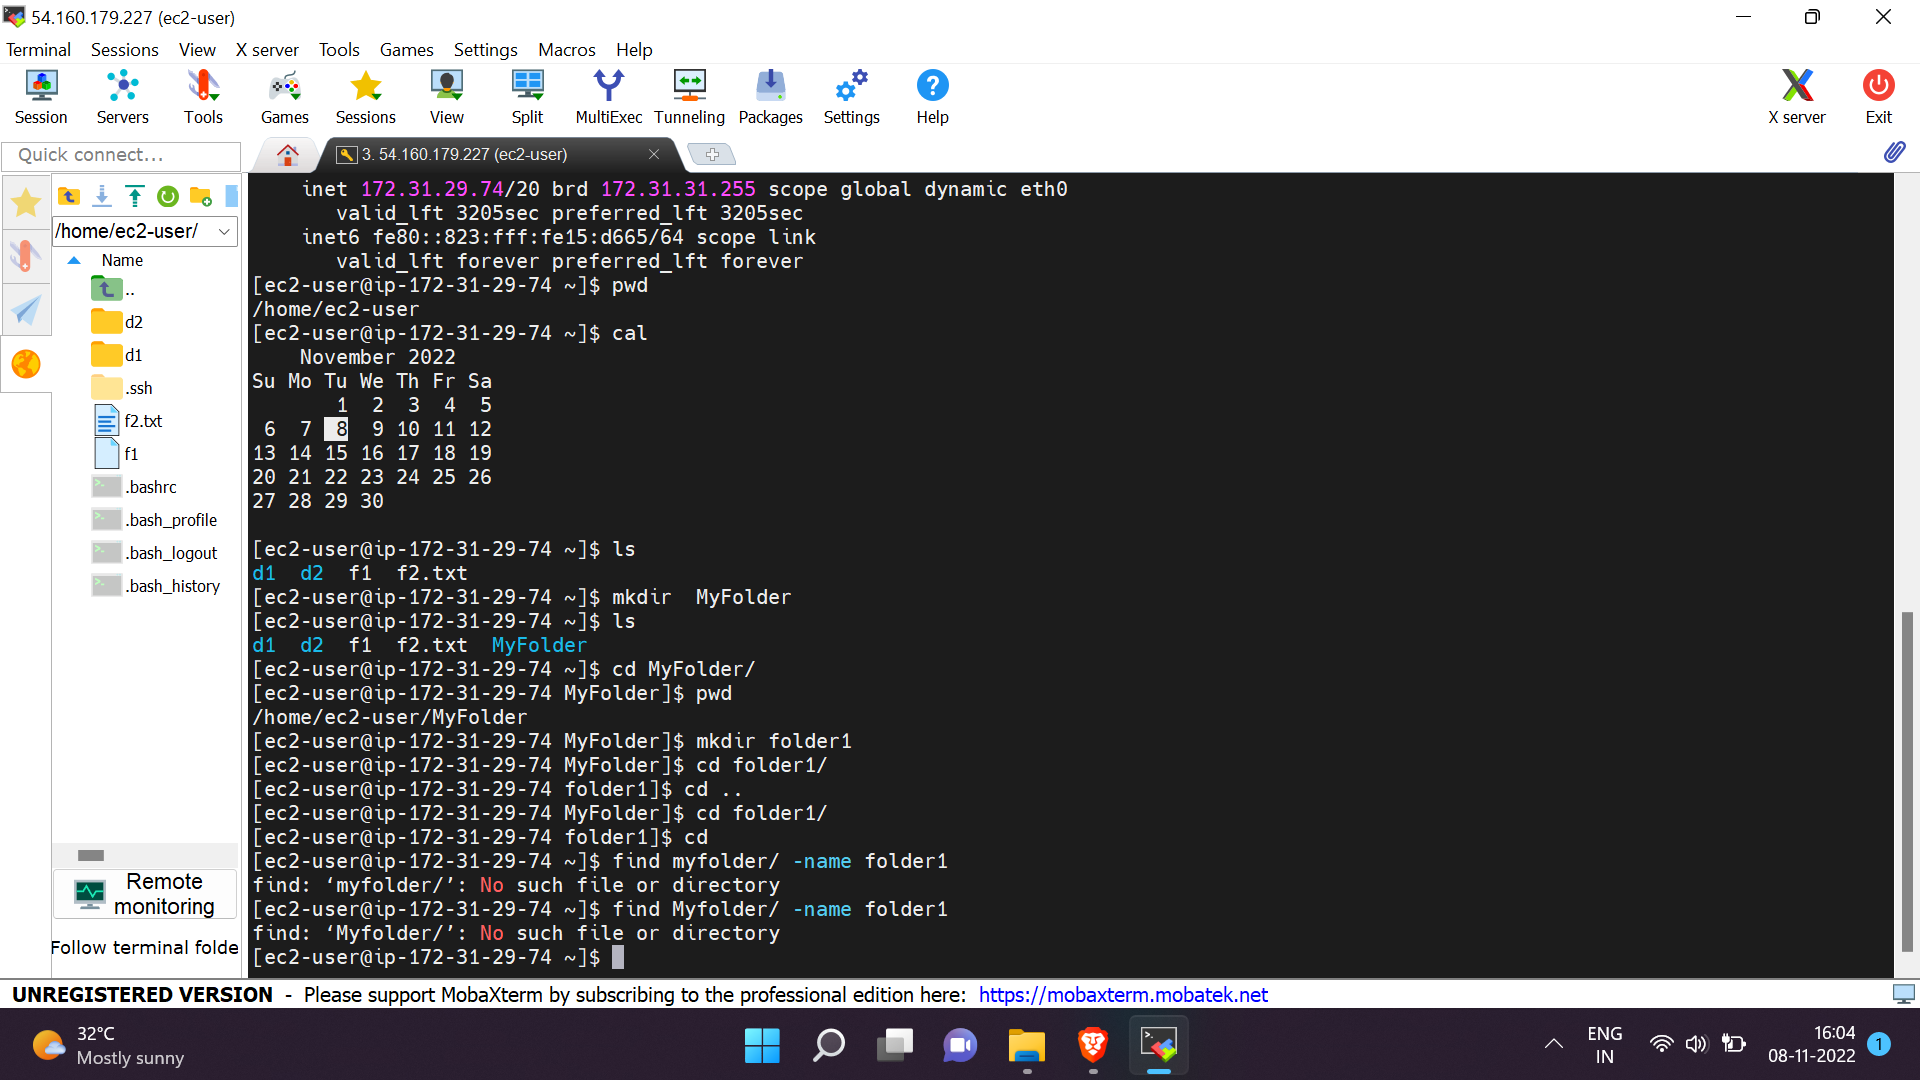 54.160.179.227 (ec2-user)
Terminal Sessions View X server Tools Games Settings Macros Help
Session Servers Tools Games Sessions View Split MultiExec Tunneling Packages Settings Help X server Exit
Quick connect...
3. 54.160.179.227 (ec2-user)
/home/ec2-user/
Name
..
d2
d1
.ssh
f2.txt
f1
.bashrc
.bash_profile
.bash_logout
.bash_history
Remote
monitoring
Follow terminal folde
inet 172.31.29.74/20 brd 172.31.31.255 scope global dynamic eth0
valid_lft 3205sec preferred_lft 3205sec
inet6 fe80::823:fff:fe15:d665/64 scope link
valid_lft forever preferred_lft forever
[ec2-user@ip-172-31-29-74 ~]$ pwd
/home/ec2-user
[ec2-user@ip-172-31-29-74 ~]$ cal
November 2022
Su Mo Tu We Th Fr Sa
1 2 3 4 5
6 7 8 9 10 11 12
13 14 15 16 17 18 19
20 21 22 23 24 25 26
27 28 29 30
[ec2-user@ip-172-31-29-74 ~]$ ls
d1 d2 f1 f2.txt
[ec2-user@ip-172-31-29-74 ~]$ mkdir MyFolder
[ec2-user@ip-172-31-29-74 ~]$ ls
d1 d2 f1 f2.txt MyFolder
[ec2-user@ip-172-31-29-74 ~]$ cd MyFolder/
[ec2-user@ip-172-31-29-74 MyFolder]$ pwd
/home/ec2-user/MyFolder
[ec2-user@ip-172-31-29-74 MyFolder]$ mkdir folder1
[ec2-user@ip-172-31-29-74 MyFolder]$ cd folder1/
[ec2-user@ip-172-31-29-74 folder1]$ cd ..
[ec2-user@ip-172-31-29-74 MyFolder]$ cd folder1/
[ec2-user@ip-172-31-29-74 folder1]$ cd
[ec2-user@ip-172-31-29-74 ~]$ find myfolder/ -name folder1
find: ‘myfolder/’: No such file or directory
[ec2-user@ip-172-31-29-74 ~]$ find Myfolder/ -name folder1
find: ‘Myfolder/’: No such file or directory
[ec2-user@ip-172-31-29-74 ~]$
UNREGISTERED VERSION - Please support MobaXterm by subscribing to the professional edition here: https://mobaxterm.mobatek.net
32°C
Mostly sunny
ENG
IN
16:04
08-11-2022
1